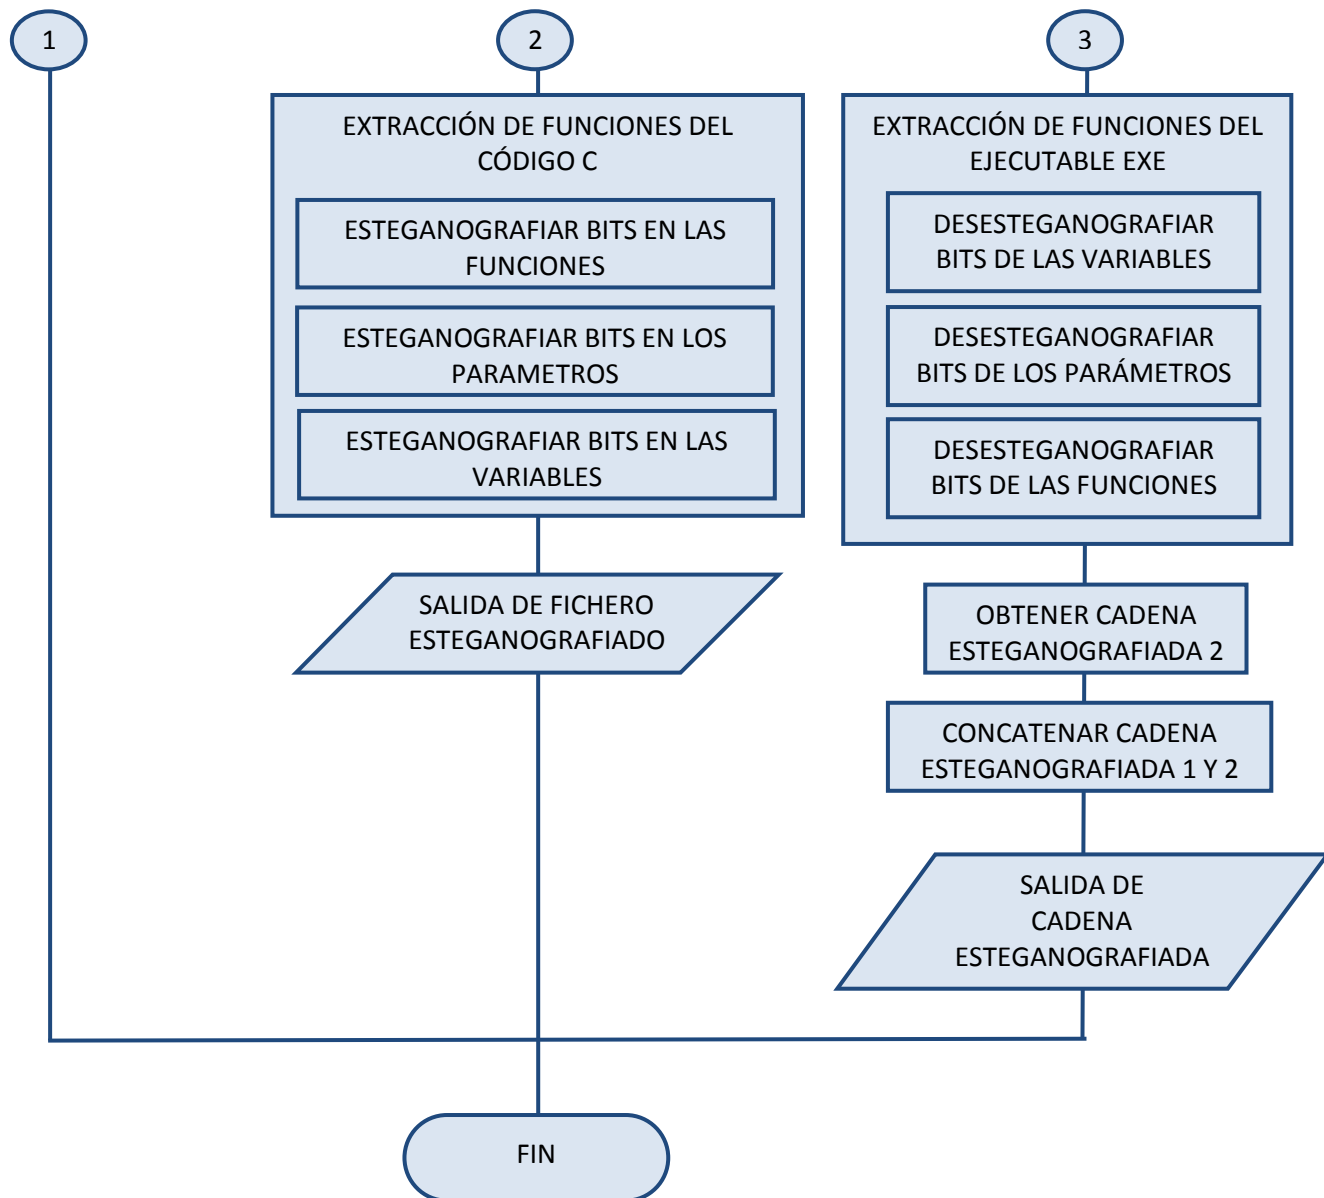 1
2
3
EXTRACCIÓN DE FUNCIONES DEL
CÓDIGO C
ESTEGANOGRAFIAR BITS EN LAS
FUNCIONES
ESTEGANOGRAFIAR BITS EN LOS
PARAMETROS
ESTEGANOGRAFIAR BITS EN LAS
VARIABLES
SALIDA DE FICHERO
ESTEGANOGRAFIADO
EXTRACCIÓN DE FUNCIONES DEL
EJECUTABLE EXE
DESESTEGANOGRAFIAR
BITS DE LAS VARIABLES
DESESTEGANOGRAFIAR
BITS DE LOS PARÁMETROS
DESESTEGANOGRAFIAR
BITS DE LAS FUNCIONES
OBTENER CADENA
ESTEGANOGRAFIADA 2
CONCATENAR CADENA
ESTEGANOGRAFIADA 1 Y 2
SALIDA DE
CADENA
ESTEGANOGRAFIADA
FIN